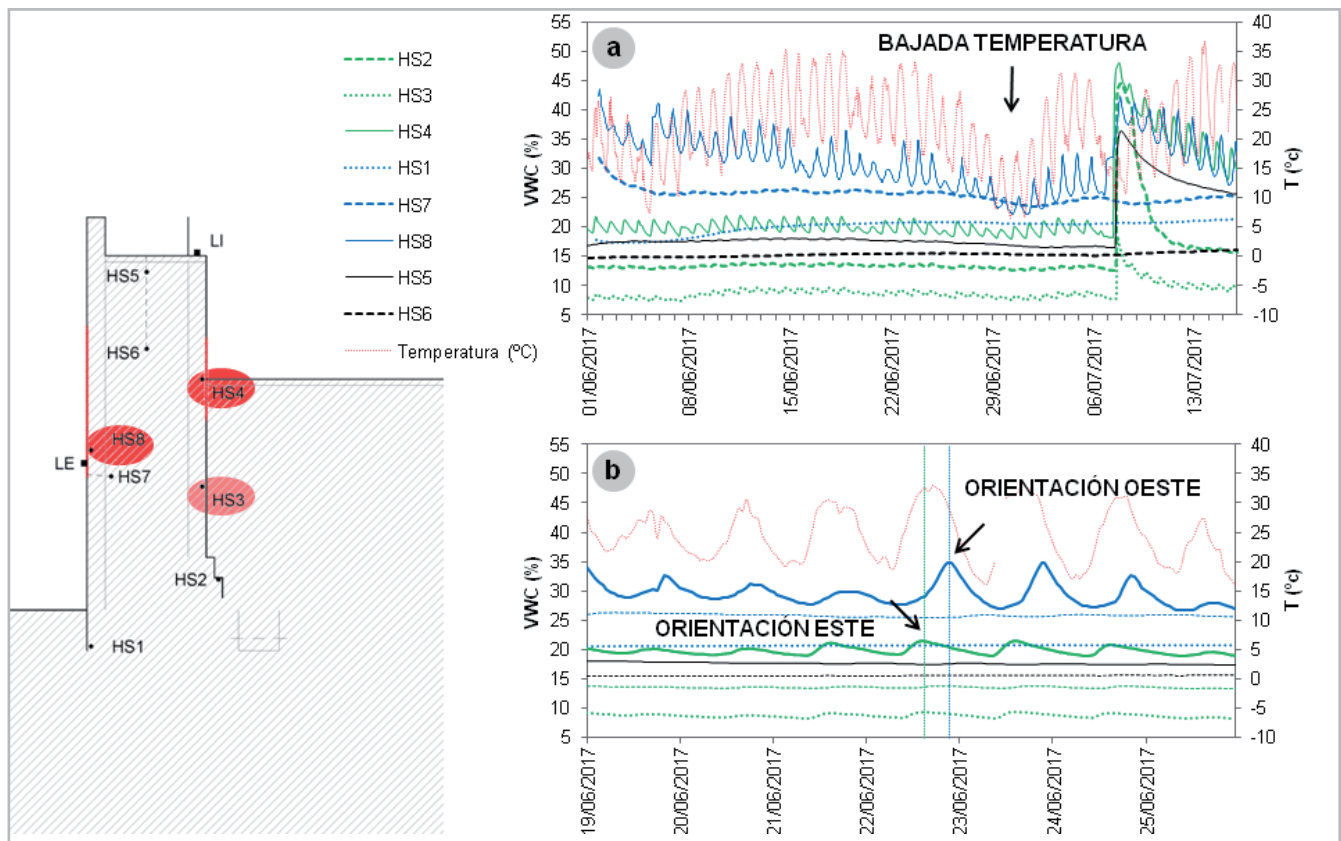 LI
HS5
HS6
HS4
HS8
LE
HS7
HS3
HS2
HS1
HS2
HS3
HS4
HS1
HS7
HS8
HS5
HS6
Temperatura (ºC)
a
BAJADA TEMPERATURA
VWC (%)
55
50
45
40
35
30
25
20
15
10
5
T (ºc)
40
35
30
25
20
15
10
5
0
-5
-10
01/06/2017
08/06/2017
15/06/2017
22/06/2017
29/06/2017
06/07/2017
13/07/2017
b
ORIENTACIÓN OESTE
ORIENTACIÓN ESTE
VWC (%)
55
50
45
40
35
30
25
20
15
10
5
T (ºc)
40
35
30
25
20
15
10
5
0
-5
-10
19/06/2017
20/06/2017
21/06/2017
22/06/2017
23/06/2017
24/06/2017
25/06/2017